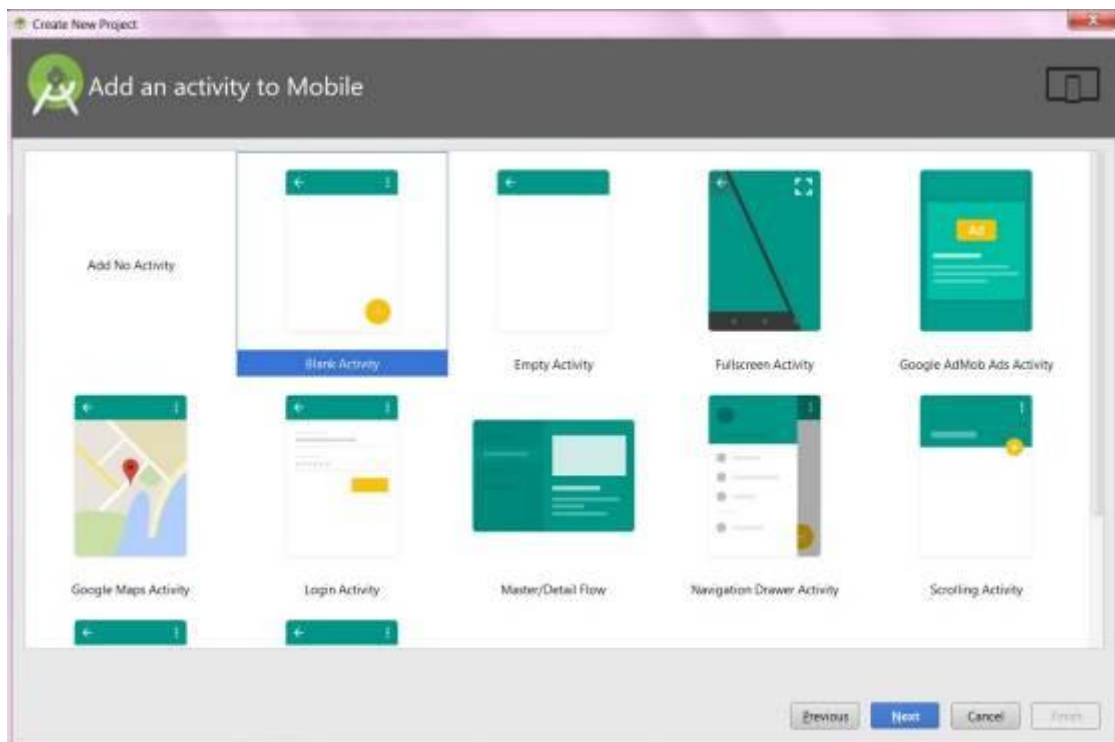 Create New Project
Add an activity to Mobile
Add No Activity
Ad
Blank Activity
Empty Activity
Fullscreen Activity
Google AdMob Ads Activity
Google Maps Activity
Login Activity
Master/Detail Flow
Navigation Drawer Activity
Scrolling Activity
Previous
Next
Cancel
Finish